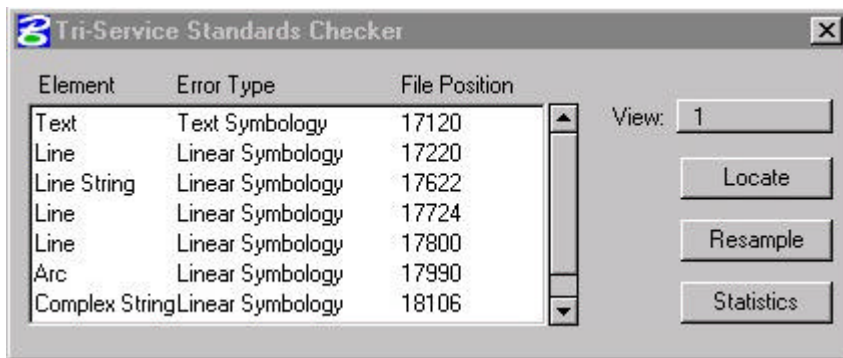 Tri-Service Standards Checker
Element Error Type File Position
Text Text Symbology 17120
Line Linear Symbology 17220
Line String Linear Symbology 17622
Line Linear Symbology 17724
Line Linear Symbology 17800
Arc Linear Symbology 17990
Complex String Linear Symbology 18106
View: 1
Locate
Resample
Statistics